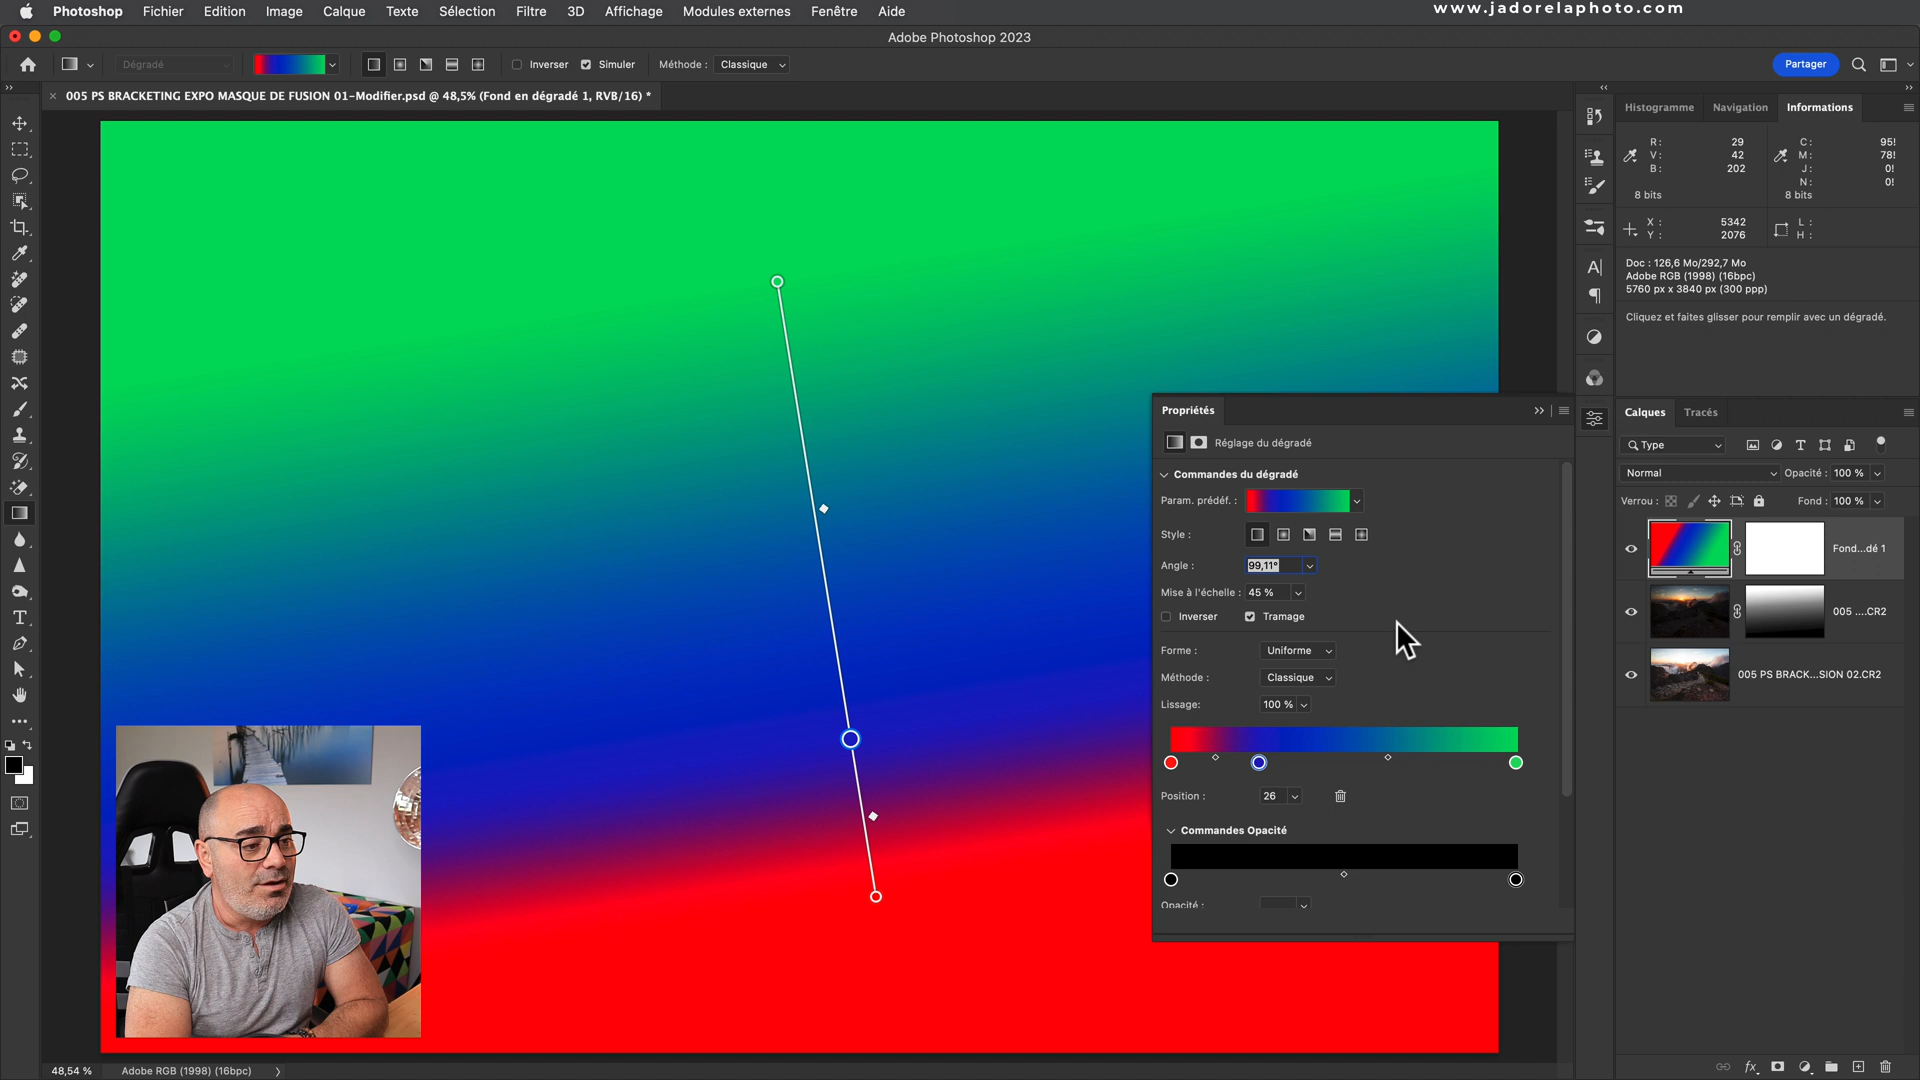 Photoshop Fichier Edition Image Calque Texte Sélection Filtre 3D Affichage Modules externes Fenêtre Aide
www.jadorelaphoto.com
Adobe Photoshop 2023
Dégradé Inverser Simuler Méthode : Classique Partager
005 PS BRACKETING EXPO MASQUE DE FUSION 01-Modifier.psd @ 48,5% (Fond en dégradé 1, RVB/16) *
Histogramme Navigation Informations
R : 29 C : 95!
V : 42 M : 78!
B : 202 J : 0!
N : 0!
8 bits 8 bits
X : 5342 L :
Y : 2076 H :
Doc : 126,6 Mo/292,7 Mo
Adobe RGB (1998) (16bpc)
5760 px x 3840 px (300 ppp)
Cliquez et faites glisser pour remplir avec un dégradé.
Propriétés
Réglage du dégradé
Commandes du dégradé
Param. prédéf. :
Style :
Angle : 99,11°
Mise à l'échelle : 45 %
Inverser Tramage
Forme : Uniforme
Méthode : Classique
Lissage: 100 %
Position : 26
Commandes Opacité
Opacité :
Calques Tracés
Type
Normal Opacité : 100 %
Verrou : Fond : 100 %
Fond...dé 1
005 ....CR2
005 PS BRACK...SION 02.CR2
48,54 % Adobe RGB (1998) (16bpc)